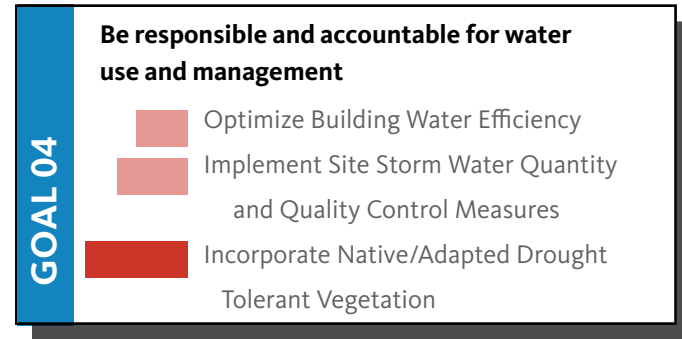 GOAL 04
Be responsible and accountable for water
use and management
Optimize Building Water Efficiency
Implement Site Storm Water Quantity
and Quality Control Measures
Incorporate Native/Adapted Drought
Tolerant Vegetation